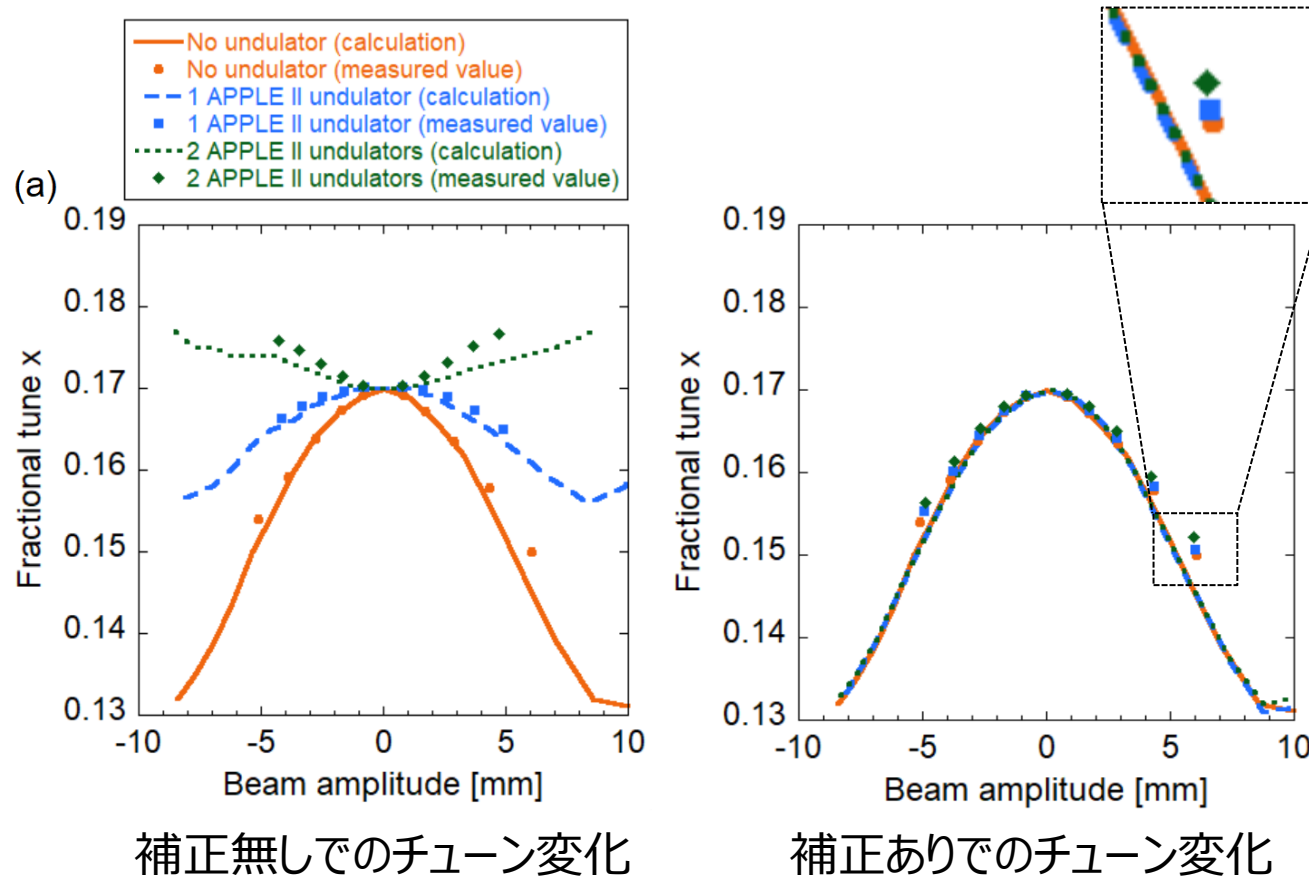 No undulator (calculation)
No undulator (measured value)
1 APPLE II undulator (calculation)
1 APPLE II undulator (measured value)
2 APPLE II undulators (calculation)
2 APPLE II undulators (measured value)
(a)
0.19
0.18
0.17
0.16
0.15
0.14
0.13
Fractional tune x
-10 -5 0 5 10
Beam amplitude [mm]
補正無しでのチューン変化
0.19
0.18
0.17
0.16
0.15
0.14
0.13
Fractional tune x
-10 -5 0 5 10
Beam amplitude [mm]
補正ありでのチューン変化